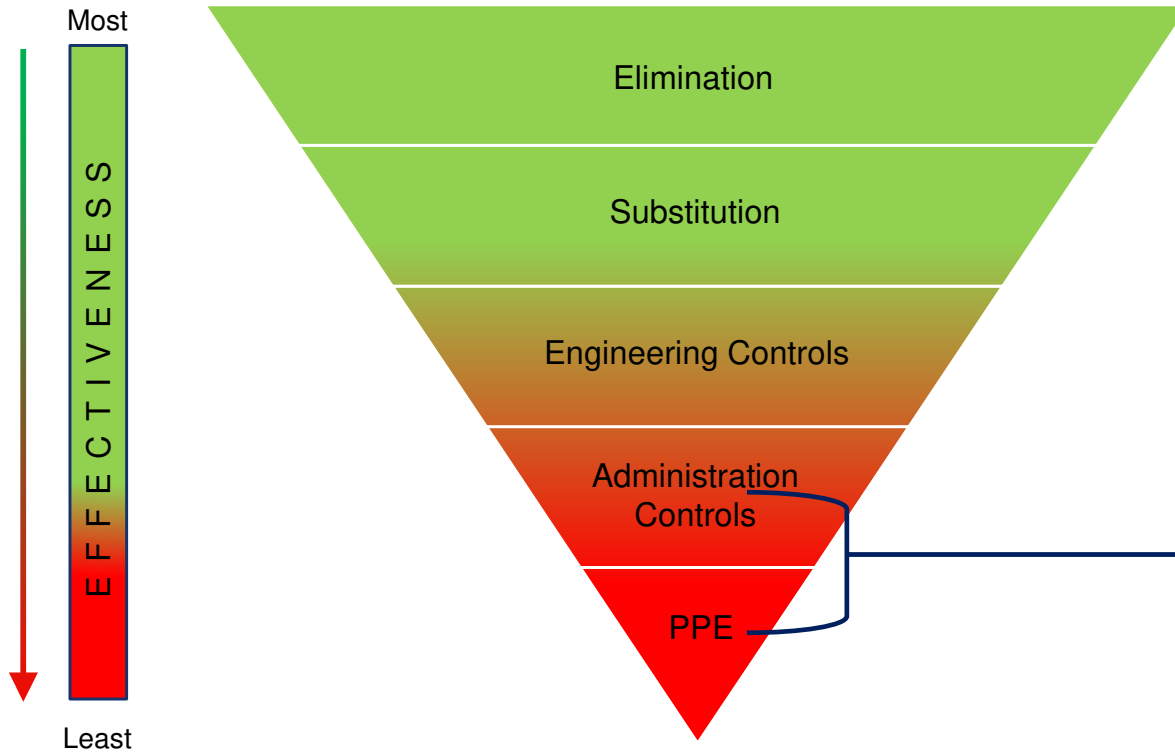 Most
EFFECTIVENESS
Least
Elimination
Substitution
Engineering Controls
Administration
Controls
PPE